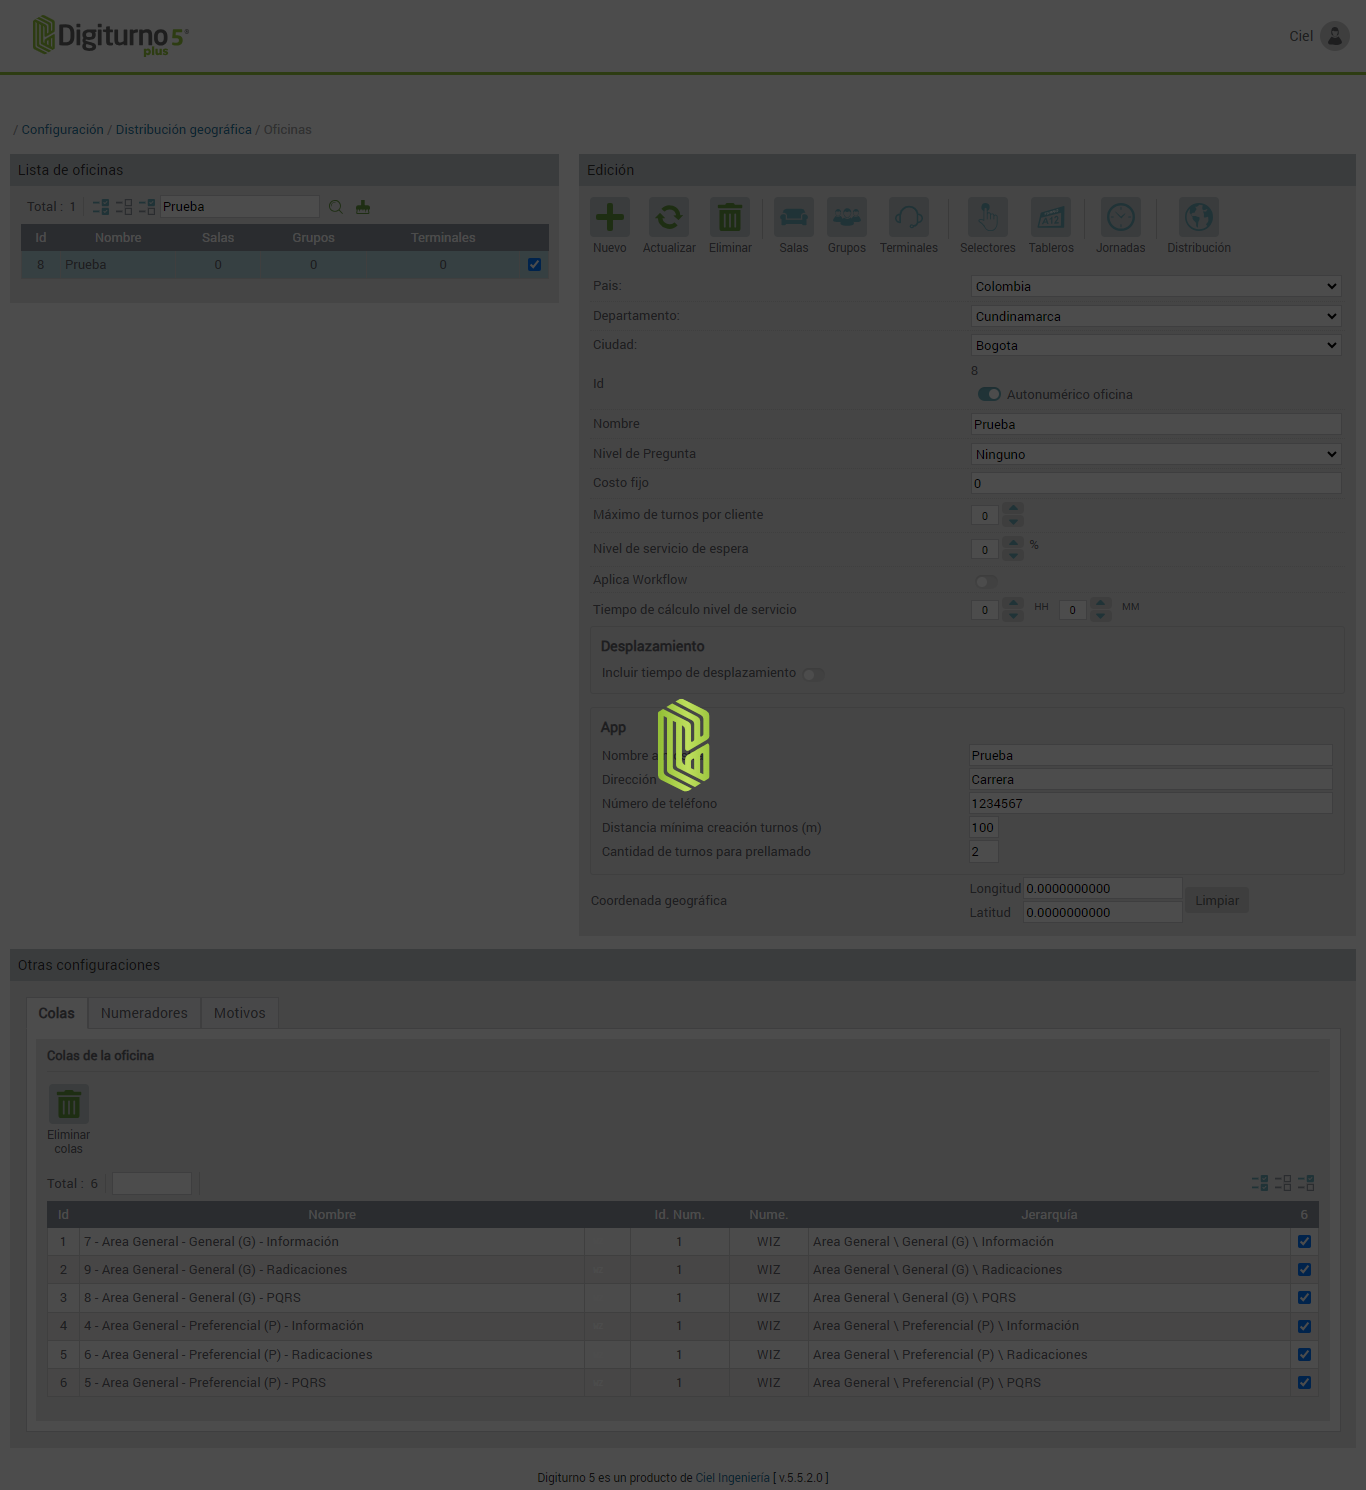 Digiturno 5®
plus
Ciel
/ Configuración / Distribución geográfica / Oficinas
Lista de oficinas
Total : 1
Prueba
Id Nombre Salas Grupos Terminales
8 Prueba 0 0 0
Edición
Nuevo Actualizar Eliminar Salas Grupos Terminales Selectores Tableros Jornadas Distribución
Pais: Colombia
Departamento: Cundinamarca
Ciudad: Bogota
Id 8
Autonumérico oficina
Nombre Prueba
Nivel de Pregunta Ninguno
Costo fijo 0
Máximo de turnos por cliente 0
Nivel de servicio de espera 0 %
Aplica Workflow
Tiempo de cálculo nivel de servicio 0 HH 0 MM
Desplazamiento
Incluir tiempo de desplazamiento
App
Nombre Prueba
Dirección Carrera
Número de teléfono 1234567
Distancia mínima creación turnos (m) 100
Cantidad de turnos para prellamado 2
Coordenada geográfica
Longitud 0.0000000000
Latitud 0.0000000000
Limpiar
Otras configuraciones
Colas Numeradores Motivos
Colas de la oficina
Eliminar
colas
Total : 6
Id Nombre Id. Num. Nume. Jerarquía 6
1 7 - Area General - General (G) - Información 1 WIZ Area General \ General (G) \ Información
2 9 - Area General - General (G) - Radicaciones 1 WIZ Area General \ General (G) \ Radicaciones
3 8 - Area General - General (G) - PQRS 1 WIZ Area General \ General (G) \ PQRS
4 4 - Area General - Preferencial (P) - Información 1 WIZ Area General \ Preferencial (P) \ Información
5 6 - Area General - Preferencial (P) - Radicaciones 1 WIZ Area General \ Preferencial (P) \ Radicaciones
6 5 - Area General - Preferencial (P) - PQRS 1 WIZ Area General \ Preferencial (P) \ PQRS
Digiturno 5 es un producto de Ciel Ingeniería [ v.5.5.2.0 ]